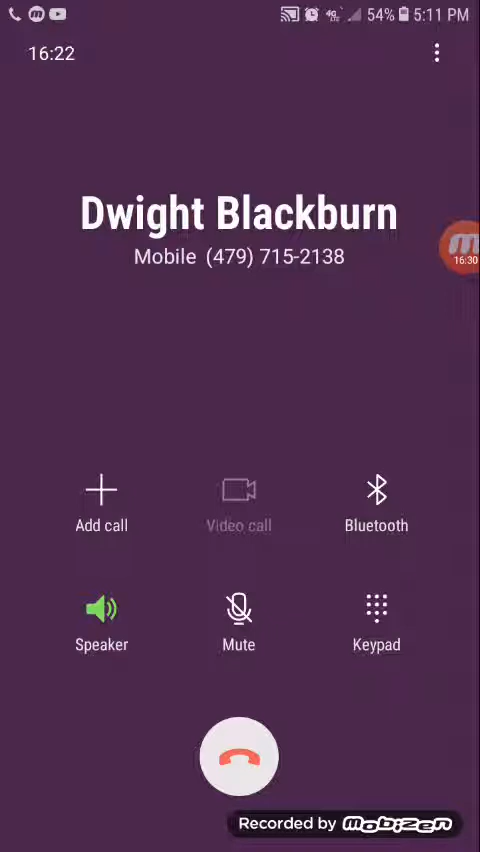 54% 5:11 PM
16:22
Dwight Blackburn
Mobile (479) 715-2138
16:30
Add call
Video call
Bluetooth
Speaker
Mute
Keypad
Recorded by mobizen